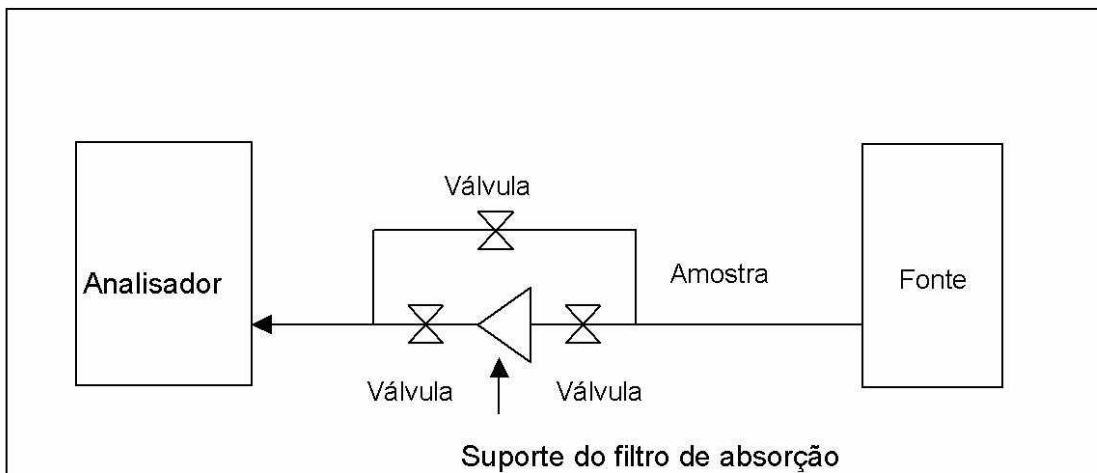 Válvula
Analisador
Amostra
Fonte
Válvula
Válvula
Suporte do filtro de absorção